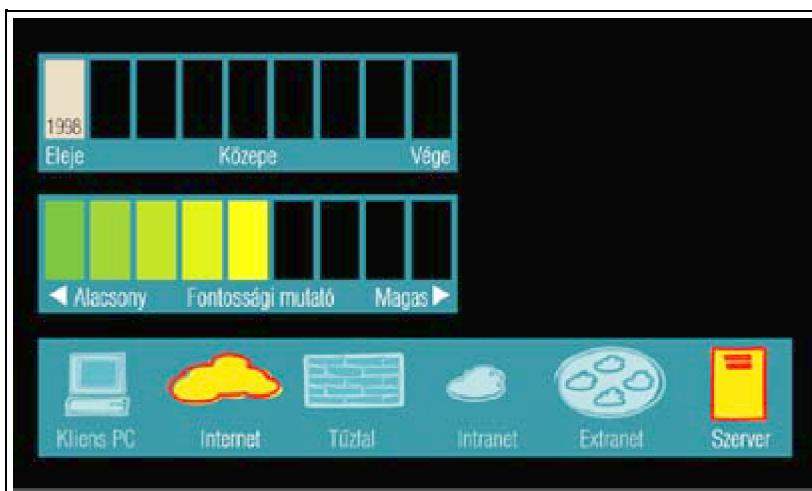 1998
Eleje Közepe Vége
Alacsony Fontossági mutató Magas
Kliens PC Internet Tűzfal Intranet Extranet Szerver